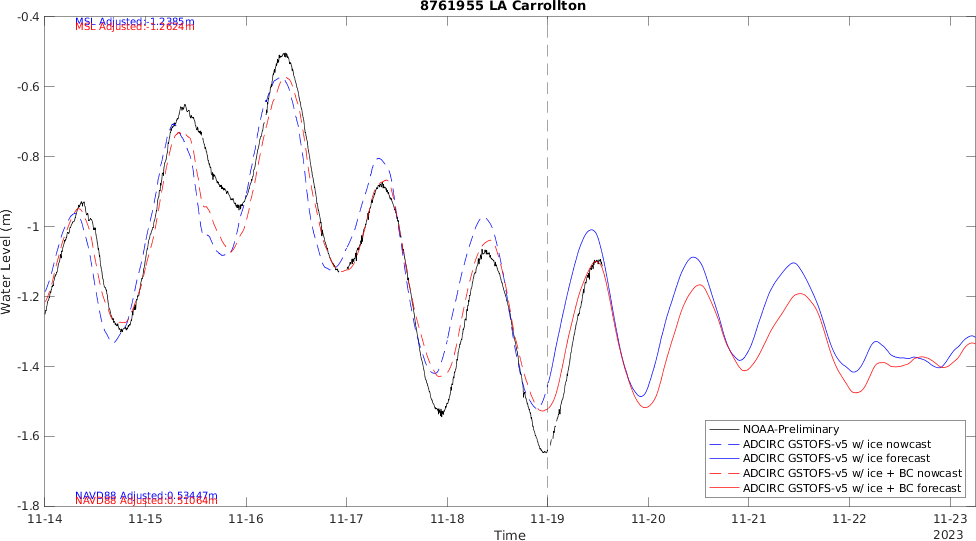 8761955 LA Carrollton
-0.4
MSL Adjusted:-1.2385m
MSL Adjusted:-1.2624m
-0.6
-0.8
-1
-1.2
-1.4
-1.6
-1.8
Water Level (m)
NOAA-Preliminary
ADCIRC GSTOFS-v5 w/ ice nowcast
ADCIRC GSTOFS-v5 w/ ice forecast
ADCIRC GSTOFS-v5 w/ ice + BC nowcast
ADCIRC GSTOFS-v5 w/ ice + BC forecast
NAVD88 Adjusted:0.53447m
NAVD88 Adjusted:0.51064m
11-14 11-15 11-16 11-17 11-18 11-19 11-20 11-21 11-22 11-23
Time
2023